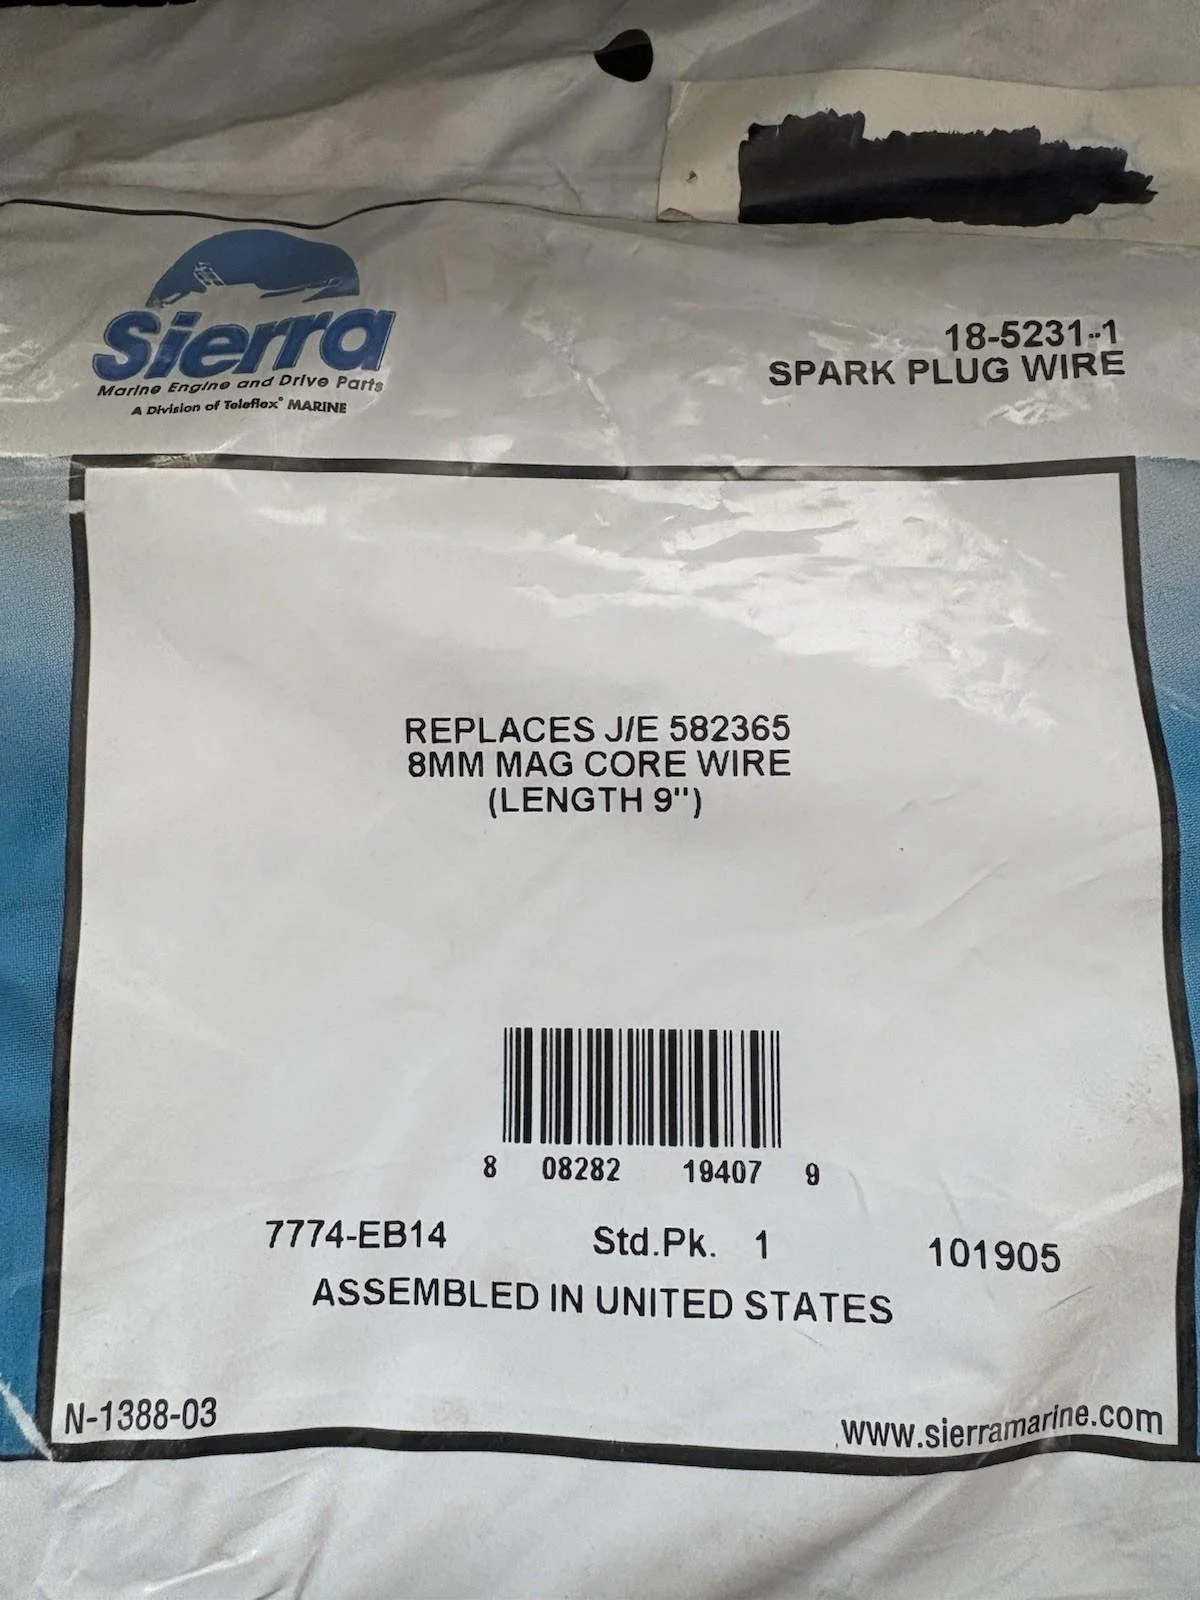 Sierra
Marine Engine and Drive Parts
A Division of Teleflex® MARINE
18-5231-1
SPARK PLUG WIRE
REPLACES J/E 582365
8MM MAG CORE WIRE
(LENGTH 9")
8 08282 19407 9
7774-EB14 Std.Pk. 1 101905
ASSEMBLED IN UNITED STATES
N-1388-03 www.sierramarine.com